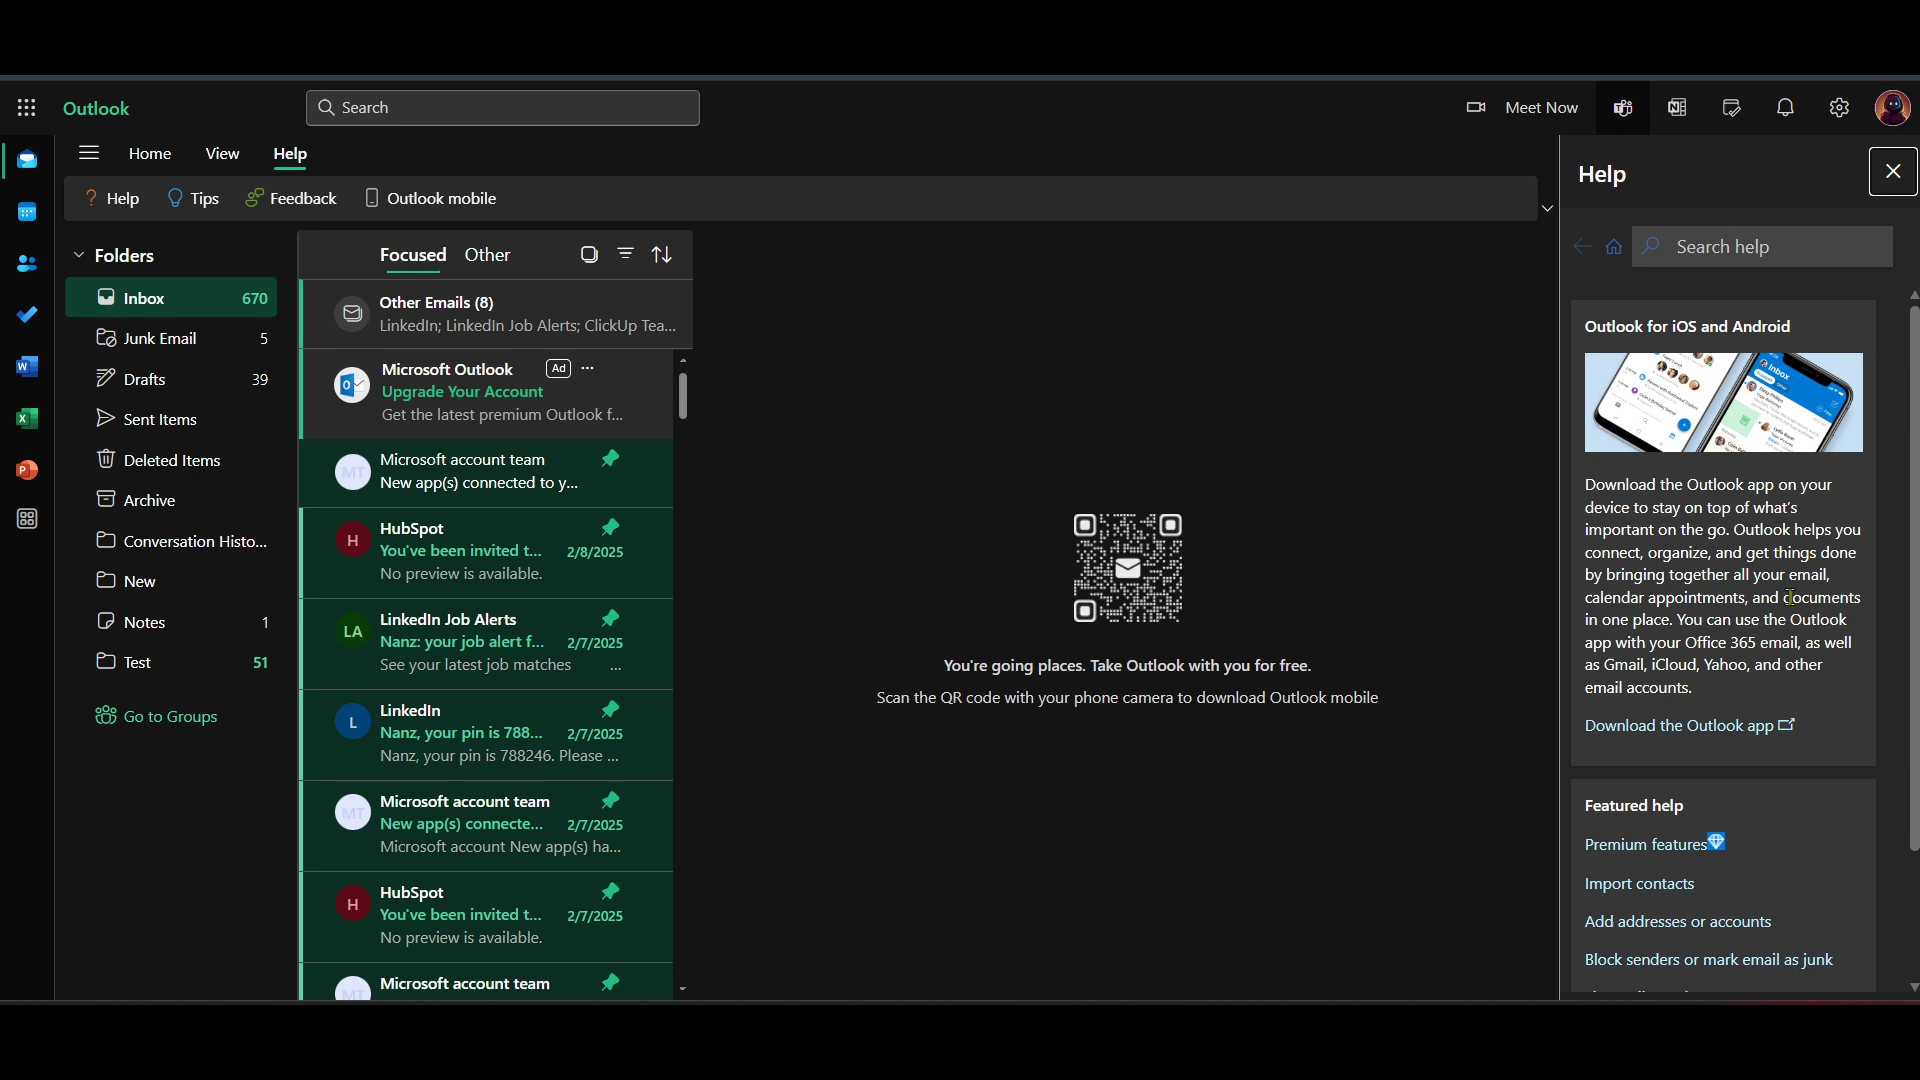 Outlook
Search
Meet Now
Home View Help
Help Tips Feedback Outlook mobile
Folders
Inbox 670
Junk Email 5
Drafts 39
Sent Items
Deleted Items
Archive
Conversation Histo...
New
Notes 1
Test 51
Go to Groups
Focused Other
Other Emails (8)
LinkedIn; LinkedIn Job Alerts; ClickUp Tea...
Microsoft Outlook Ad ...
Upgrade Your Account
Get the latest premium Outlook f...
MT
Microsoft account team
New app(s) connected to y...
H
HubSpot
You've been invited t... 2/8/2025
No preview is available.
LA
LinkedIn Job Alerts
Nanz: your job alert f... 2/7/2025
See your latest job matches ...
L
LinkedIn
Nanz, your pin is 788... 2/7/2025
Nanz, your pin is 788246. Please ...
MT
Microsoft account team
New app(s) connecte... 2/7/2025
Microsoft account New app(s) ha...
H
HubSpot
You've been invited t... 2/7/2025
No preview is available.
MT
Microsoft account team
You're going places. Take Outlook with you for free.
Scan the QR code with your phone camera to download Outlook mobile
Help
Search help
Outlook for iOS and Android
Inbox
Download the Outlook app on your
device to stay on top of what's
important on the go. Outlook helps you
connect, organize, and get things done
by bringing together all your email,
calendar appointments, and documents
in one place. You can use the Outlook
app with your Office 365 email, as well
as Gmail, iCloud, Yahoo, and other
email accounts.
Download the Outlook app
Featured help
Premium features
Import contacts
Add addresses or accounts
Block senders or mark email as junk